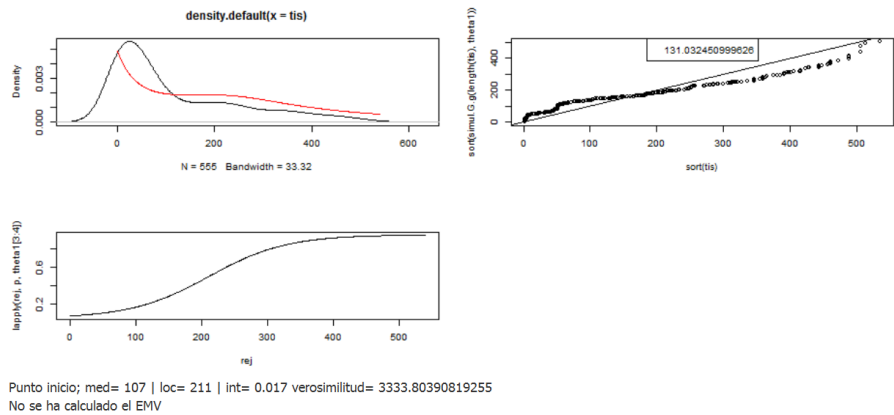 density.default(x = tis)
Density
0.003
0.000
0
200
400
600
N = 555 Bandwidth = 33.32
sort(simul.G.g(length(tis), theta1))
400
200
0
131.032450999626
0
100
200
300
400
500
sort(tis)
lapply(rej, p, theta1[3:4])
0.6
0.2
0
100
200
300
400
500
rej
Punto inicio; med= 107 | loc= 211 | int= 0.017 verosimilitud= 3333.80390819255
No se ha calculado el EMV